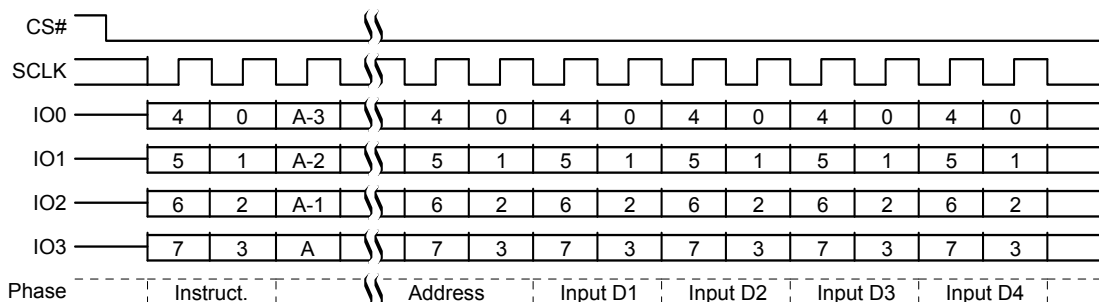 CS#
SCLK
IO0 4 0 A-3 4 0 4 0 4 0 4 0 4 0
IO1 5 1 A-2 5 1 5 1 5 1 5 1 5 1
IO2 6 2 A-1 6 2 6 2 6 2 6 2 6 2
IO3 7 3 A 7 3 7 3 7 3 7 3 7 3
Phase Instruct. Address Input D1 Input D2 Input D3 Input D4